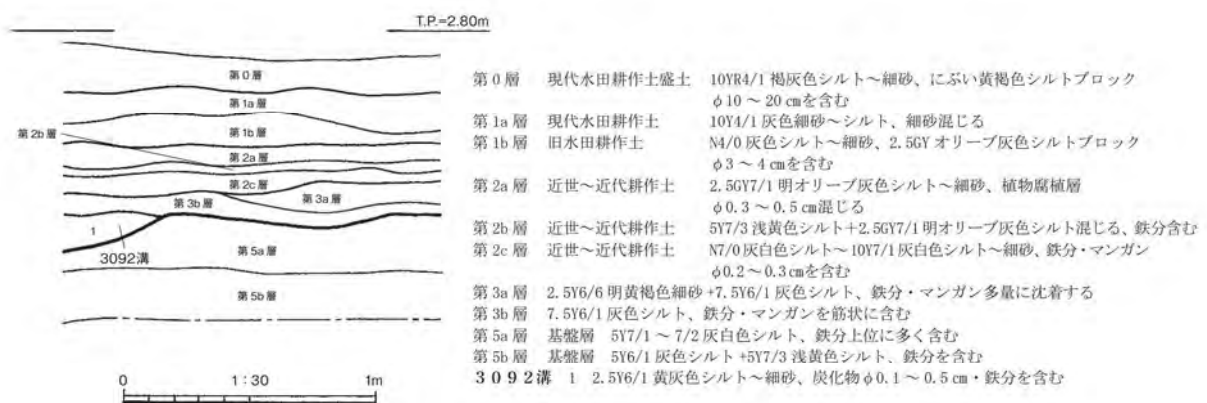 T.P.=2.80m
第0層
第1a層
第1b層
第2b層
第2a層
第2c層
第3a層
第3b層
1
3092溝
第5a層
第5b層
0 1:30 1m
第0層 現代水田耕作土盛土 10YR4/1 褐灰色シルト～細砂、にぶい黄褐色シルトブロック
φ10～20㎝を含む
第1a層 現代水田耕作土 10Y4/1 灰色細砂～シルト、細砂混じる
第1b層 旧水田耕作土 N4/0 灰色シルト～細砂、2.5GY オリーブ灰色シルトブロック
φ3～4㎝を含む
第2a層 近世～近代耕作土 2.5GY7/1 明オリーブ灰色シルト～細砂、植物腐植層
φ0.3～0.5㎝混じる
第2b層 近世～近代耕作土 5Y7/3 浅黄色シルト+2.5GY7/1 明オリーブ灰色シルト混じる、鉄分含む
第2c層 近世～近代耕作土 N7/0 灰白色シルト～10Y7/1 灰白色シルト～細砂、鉄分・マンガン
φ0.2～0.3㎝を含む
第3a層 2.5Y6/6 明黄褐色細砂+7.5Y6/1 灰色シルト、鉄分・マンガン多量に沈着する
第3b層 7.5Y6/1 灰色シルト、鉄分・マンガンを筋状に含む
第5a層 基盤層 5Y7/1～7/2 灰白色シルト、鉄分上位に多く含む
第5b層 基盤層 5Y6/1 灰色シルト+5Y7/3 浅黄色シルト、鉄分を含む
3092溝 1 2.5Y6/1 黄灰色シルト～細砂、炭化物φ0.1～0.5㎝・鉄分を含む